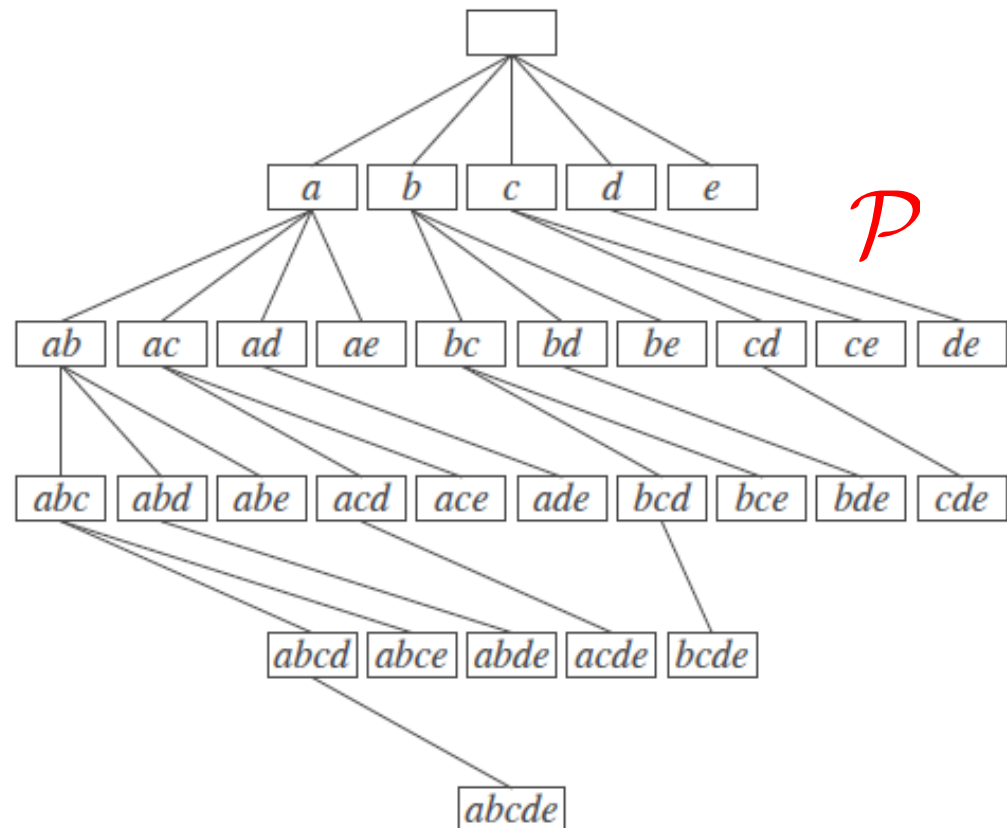 a b c d e
𝒫
ab ac ad ae bc bd be cd ce de
abc abd abe acd ace ade bcd bce bde cde
abcd abce abde acde bcde
abcde